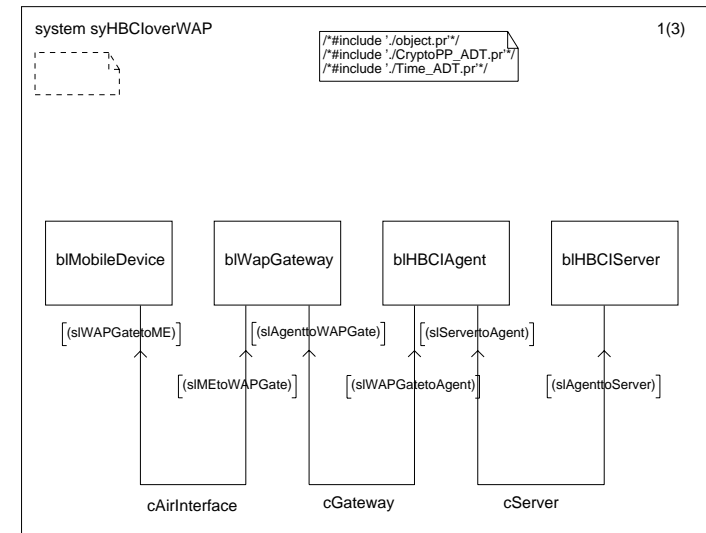 system syHBCIoverWAP
1(3)
/*#include './object.pr'*/
/*#include './CryptoPP_ADT.pr'*/
/*#include './Time_ADT.pr'*/
blMobileDevice
blWapGateway
blHBCIAgent
blHBCIServer
[(slWAPGatetoME)]
[(slAgenttoWAPGate)]
[(slServertoAgent)]
[(slMEtoWAPGate)]
[(slWAPGatetoAgent)]
[(slAgenttoServer)]
cAirInterface
cGateway
cServer